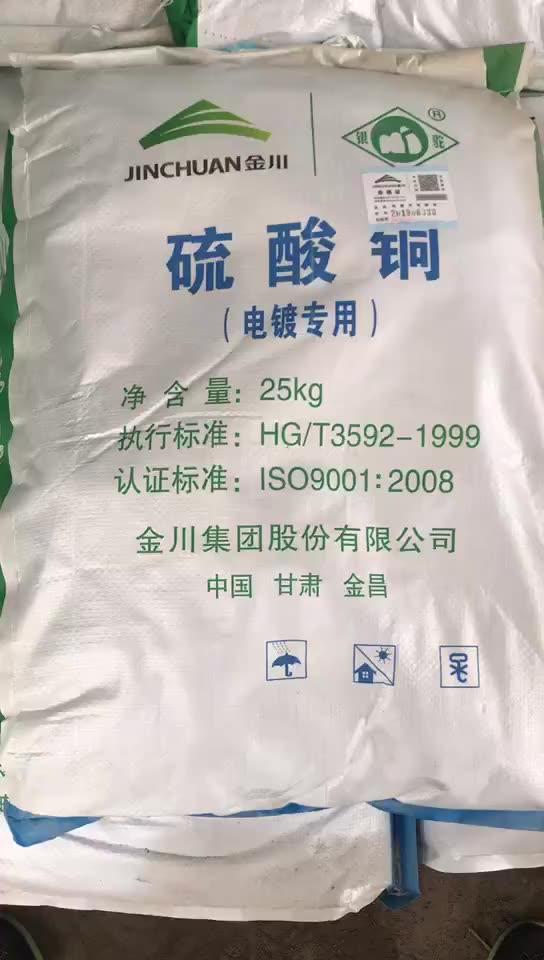 JINCHUAN金川
银驼
®
硫酸铜
(电镀专用)
净含量：25kg
执行标准：HG/T3592-1999
认证标准：ISO9001:2008
金川集团股份有限公司
中国 甘肃 金昌